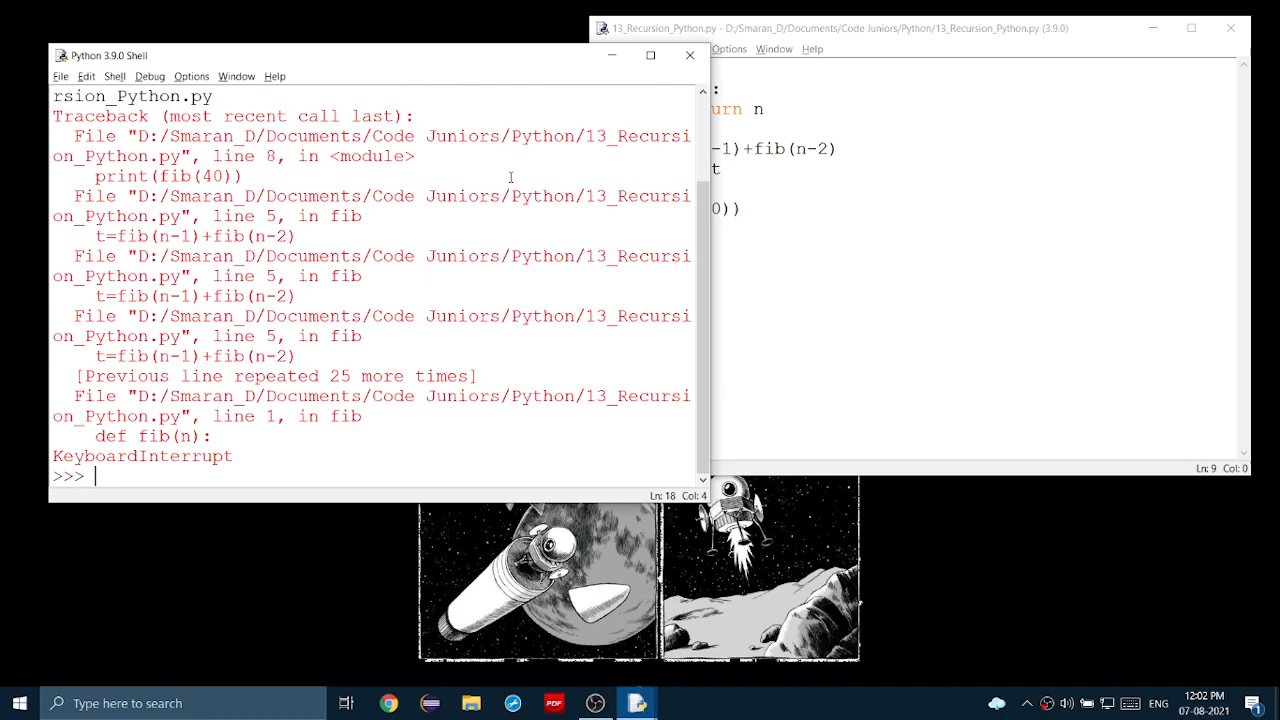 13_Recursion_Python.py - D:/Smaran_D/Documents/Code Juniors/Python/13_Recursion_Python.py (3.9.0)
Options Window Help
:
urn n
-1)+fib(n-2)
t
0))
Ln: 9 Col: 0
Python 3.9.0 Shell
File Edit Shell Debug Options Window Help
rsion_Python.py
Traceback (most recent call last):
File "D:/Smaran_D/Documents/Code Juniors/Python/13_Recursi
on_Python.py", line 8, in <module>
print(fib(40))
File "D:/Smaran_D/Documents/Code Juniors/Python/13_Recursi
on_Python.py", line 5, in fib
t=fib(n-1)+fib(n-2)
File "D:/Smaran_D/Documents/Code Juniors/Python/13_Recursi
on_Python.py", line 5, in fib
t=fib(n-1)+fib(n-2)
File "D:/Smaran_D/Documents/Code Juniors/Python/13_Recursi
on_Python.py", line 5, in fib
t=fib(n-1)+fib(n-2)
[Previous line repeated 25 more times]
File "D:/Smaran_D/Documents/Code Juniors/Python/13_Recursi
on_Python.py", line 1, in fib
def fib(n):
KeyboardInterrupt
>>>
Ln: 18 Col: 4
Type here to search
PDF
ENG
12:02 PM
07-08-2021
1